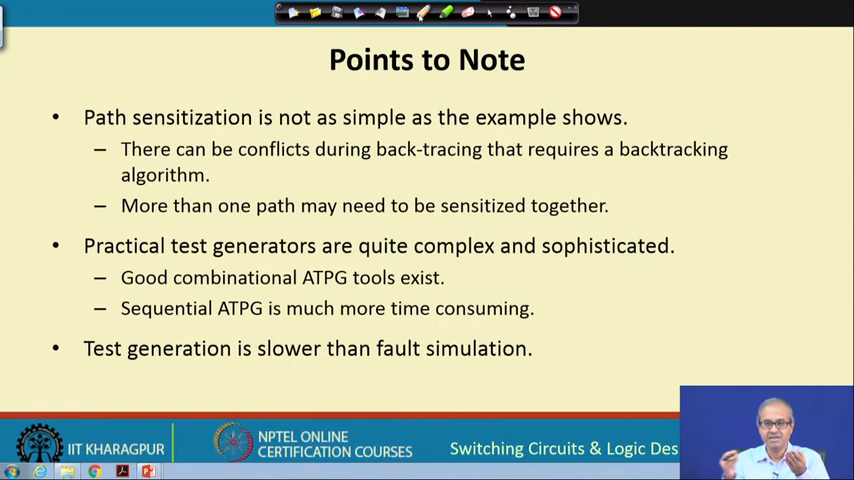 Points to Note
• Path sensitization is not as simple as the example shows.
– There can be conflicts during back-tracing that requires a backtracking
algorithm.
– More than one path may need to be sensitized together.
• Practical test generators are quite complex and sophisticated.
– Good combinational ATPG tools exist.
– Sequential ATPG is much more time consuming.
• Test generation is slower than fault simulation.
IIT KHARAGPUR
NPTEL ONLINE
CERTIFICATION COURSES
Switching Circuits & Logic Des